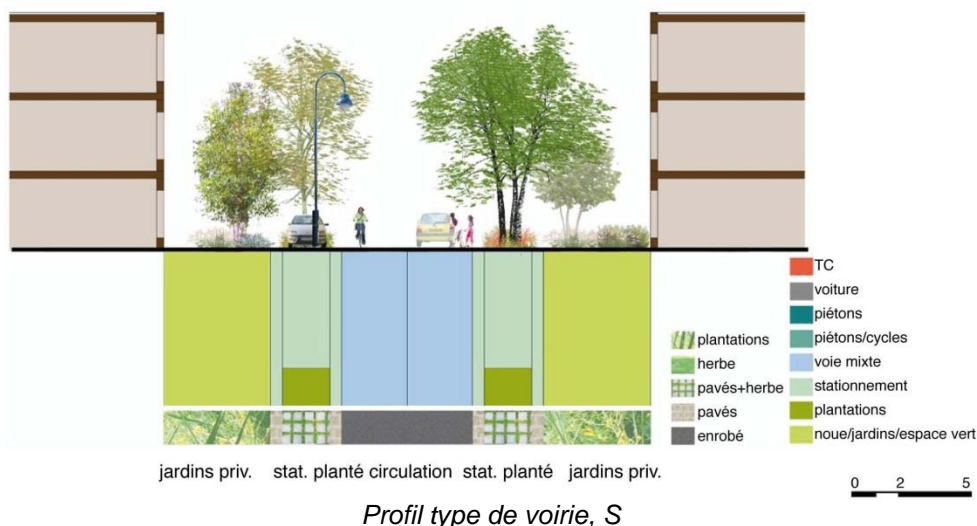 TC
voiture
piétons
piétons/cycles
voie mixte
stationnement
plantations
noue/jardins/espace vert
plantations
herbe
pavés+herbe
pavés
enrobé
jardins priv. stat. planté circulation stat. planté jardins priv.
0 2 5
Profil type de voirie, S